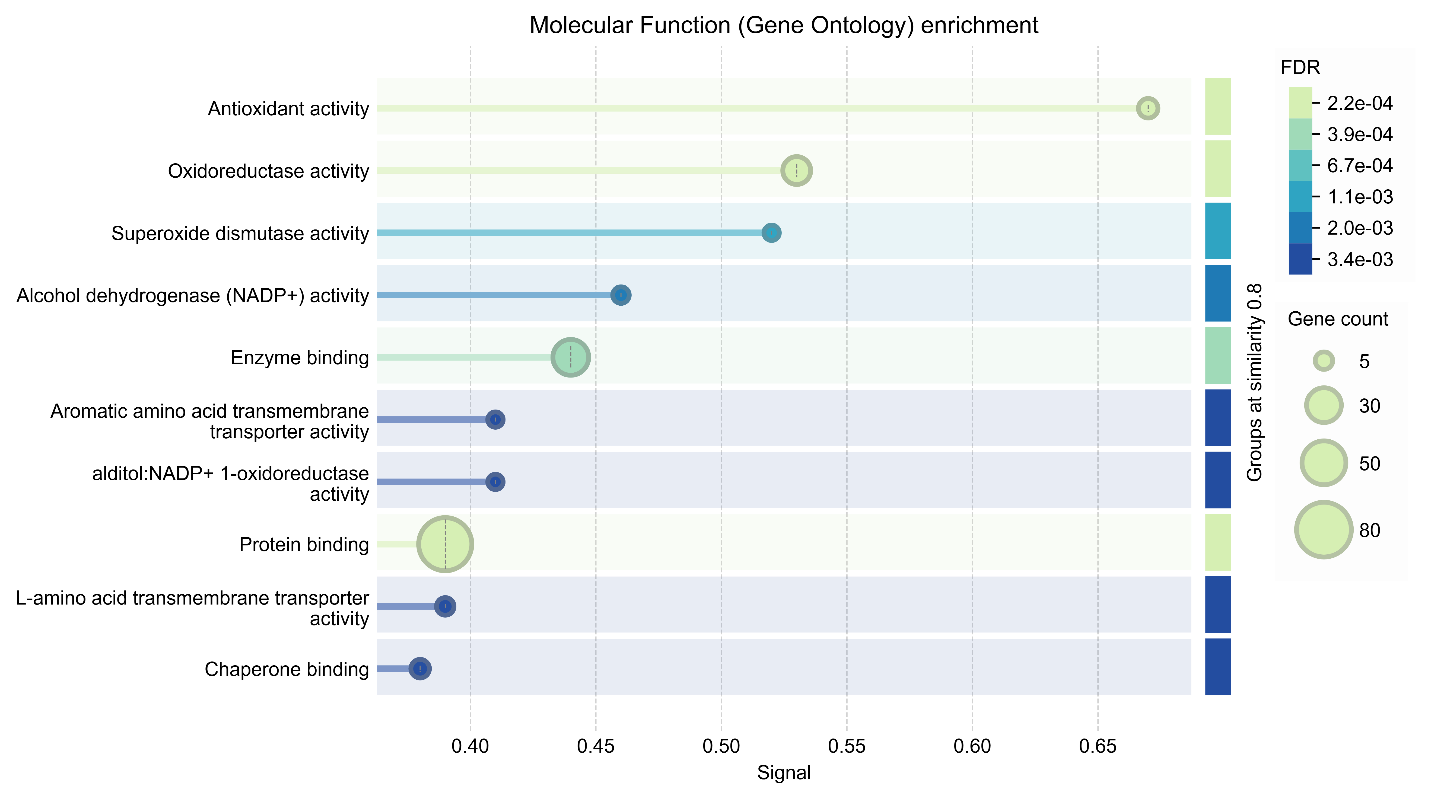 Molecular Function (Gene Ontology) enrichment
Antioxidant activity
Oxidoreductase activity
Superoxide dismutase activity
Alcohol dehydrogenase (NADP+) activity
Enzyme binding
Aromatic amino acid transmembrane
transporter activity
alditol:NADP+ 1-oxidoreductase
activity
Protein binding
L-amino acid transmembrane transporter
activity
Chaperone binding
0.40 0.45 0.50 0.55 0.60 0.65
Signal
Groups at similarity 0.8
FDR
2.2e-04
3.9e-04
6.7e-04
1.1e-03
2.0e-03
3.4e-03
Gene count
5
30
50
80